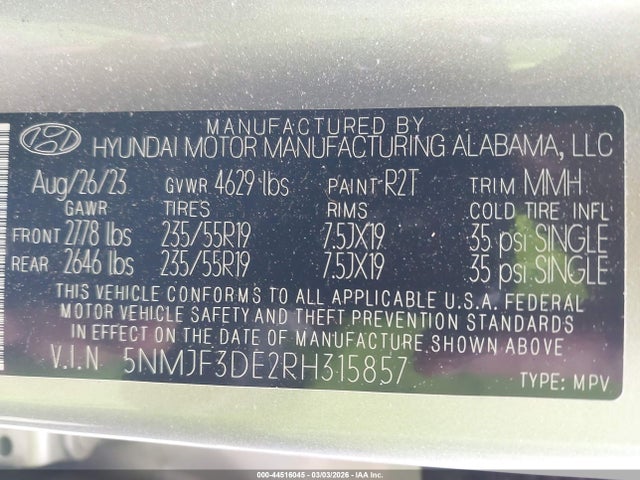 MANUFACTURED BY
HYUNDAI MOTOR MANUFACTURING ALABAMA, LLC
Aug/26/23 GVWR 4629 lbs PAINT R2T TRIM MMH
GAWR TIRES RIMS COLD TIRE INFL
FRONT 2778 lbs 235/55R19 7.5JX19 35 psi SINGLE
REAR 2646 lbs 235/55R19 7.5JX19 35 psi SINGLE
THIS VEHICLE CONFORMS TO ALL APPLICABLE U.S.A. FEDERAL
MOTOR VEHICLE SAFETY AND THEFT PREVENTION STANDARDS
IN EFFECT ON THE DATE OF MANUFACTURE SHOWN ABOVE.
V.I.N 5NMJF3DE2RH315857
TYPE: MPV
000-44516045 - 03/03/2026 - IAA Inc.